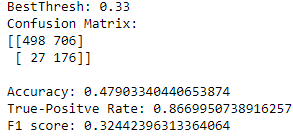 BestThresh: 0.33
Confusion Matrix:
[[498 706]
 [ 27 176]]
Accuracy: 0.47903340440653874
True-Positve Rate: 0.8669950738916257
F1 score: 0.32442396313364064